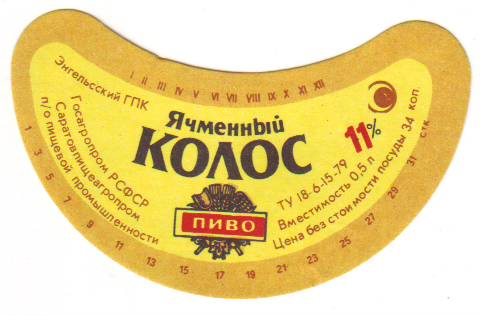 Энгельсский ГПК
I II III IV V VI VII VIII IX X XI XII
Госагропром РСФСР
Саратовпищеагропром
п/о пищевой промышленности
Ячменный
КОЛОС
11%
ПИВО
ТУ 18-6-15-79
Вместимость 0,5 л
Цена без стоимости посуды 34 коп
1 3 5 7 9 11 13 15 17 19 21 23 25 27 29 31 стк